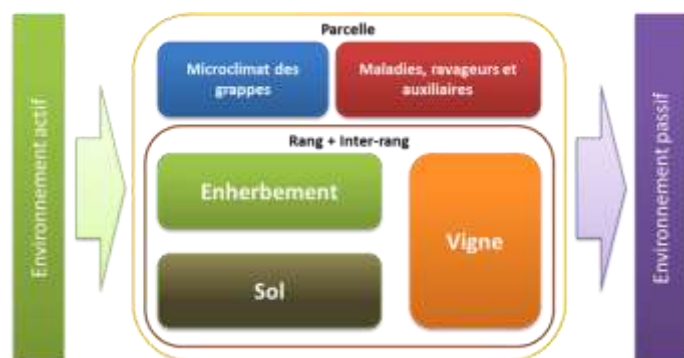 Environnement actif
Parcelle
Microclimat des
grappes
Maladies, ravageurs et
auxiliaires
Rang + Inter-rang
Enherbement
Vigne
Sol
Environnement passif